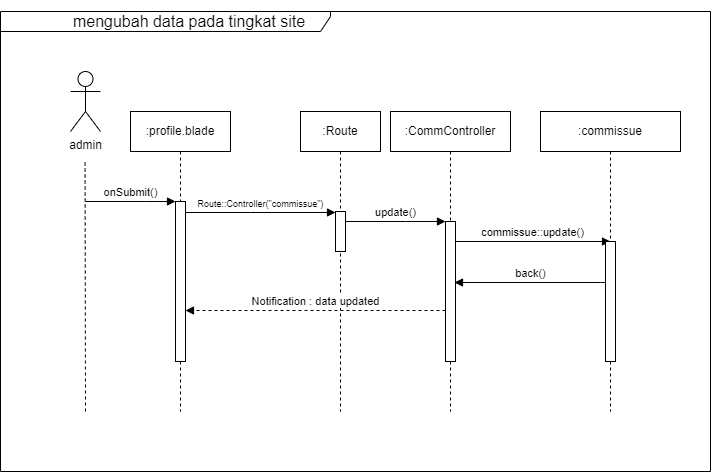 mengubah data pada tingkat site
admin
:profile.blade
:Route
:CommController
:commissue
onSubmit()
Route::Controller("commissue")
update()
commissue::update()
back()
Notification : data updated